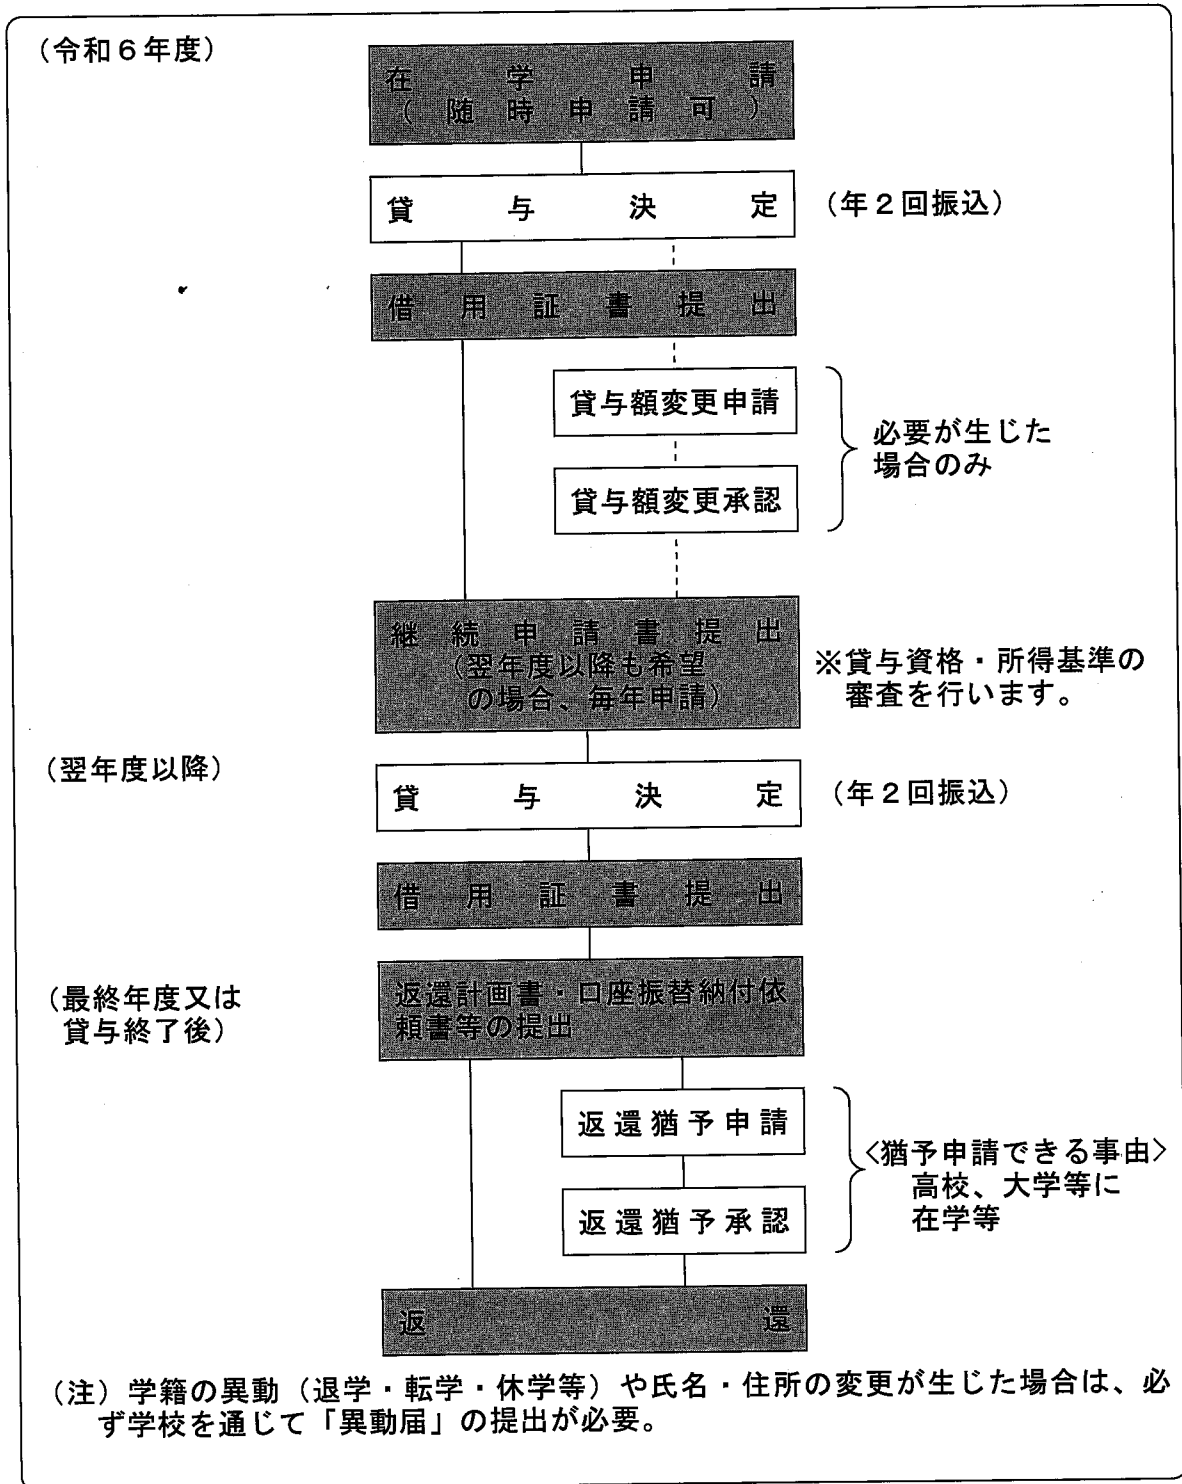 (令和6年度)
在学申請
(随時申請可)
貸与決定
(年2回振込)
借用証書提出
貸与額変更申請
必要が生じた
場合のみ
貸与額変更承認
継続申請書提出
(翌年度以降も希望
の場合、毎年申請)
※貸与資格・所得基準の
審査を行います。
(翌年度以降)
貸与決定
(年2回振込)
借用証書提出
(最終年度又は
貸与終了後)
返還計画書・口座振替納付依
頼書等の提出
返還猶予申請
<猶予申請できる事由>
高校、大学等に
在学等
返還猶予承認
返還
(注)学籍の異動(退学・転学・休学等)や氏名・住所の変更が生じた場合は、必
ず学校を通じて「異動届」の提出が必要。